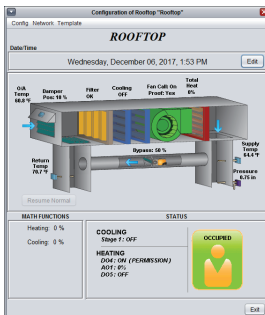 Configuration of Rooftop "Rooftop"
Config Network Template
ROOFTOP
Date/Time
Wednesday, December 06, 2017, 1:53 PM
Edit
O/A Temp 60.8 °F
Damper Pos: 18 %
Filter OK
Cooling OFF
Fan Call: On Proof: Yes
Total Heat 0%
Supply Temp 64.4 °F
Bypass: 50 %
Return Temp 70.7 °F
Pressure 0.75 in
Resume Normal
MATH FUNCTIONS
STATUS
Heating: 0 %
Cooling: 0 %
COOLING
Stage 1: OFF
HEATING
DO4: ON (PERMISSION)
AO1: 0%
DO5: OFF
OCCUPIED
Exit